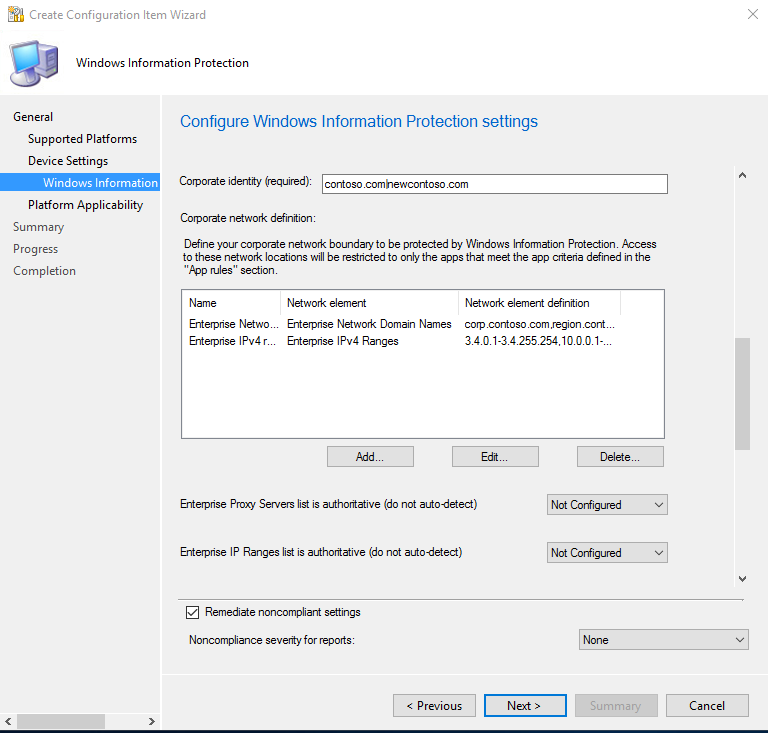 Create Configuration Item Wizard
Windows Information Protection
General
Supported Platforms
Device Settings
Windows Information
Platform Applicability
Summary
Progress
Completion
Configure Windows Information Protection settings
Corporate identity (required): contoso.com|newcontoso.com
Corporate network definition:
Define your corporate network boundary to be protected by Windows Information Protection. Access
to these network locations will be restricted to only the apps that meet the app criteria defined in the
"App rules" section.
Name Network element Network element definition
Enterprise Netwo... Enterprise Network Domain Names corp.contoso.com,region.cont...
Enterprise IPv4 r... Enterprise IPv4 Ranges 3.4.0.1-3.4.255.254,10.0.0.1-...
Add... Edit... Delete...
Enterprise Proxy Servers list is authoritative (do not auto-detect) Not Configured
Enterprise IP Ranges list is authoritative (do not auto-detect) Not Configured
Remediate noncompliant settings
Noncompliance severity for reports: None
< Previous Next > Summary Cancel